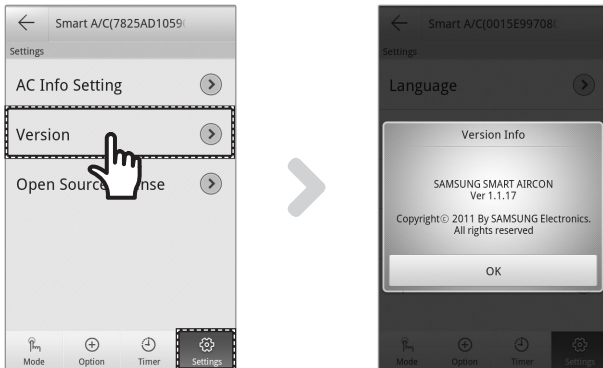 Smart A/C(7825AD1059
Settings
AC Info Setting
Version
Open Source nse
Mode Option Timer Settings
Smart A/C(0015E99708
Settings
Language
Version Info
SAMSUNG SMART AIRCON
Ver 1.1.17
Copyright© 2011 By SAMSUNG Electronics.
All rights reserved
OK
Mode Option Timer Settings